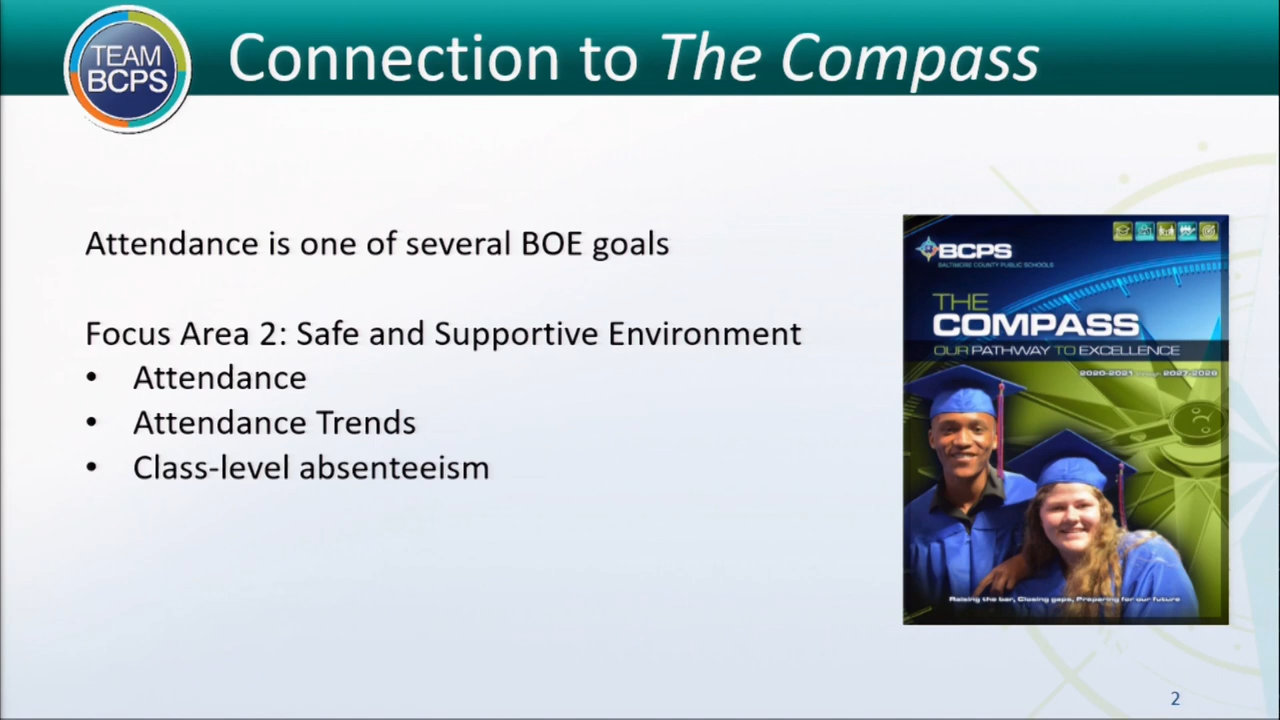 TEAM
BCPS
Connection to The Compass
Attendance is one of several BOE goals
Focus Area 2: Safe and Supportive Environment
• Attendance
• Attendance Trends
• Class-level absenteeism
BCPS
BALTIMORE COUNTY PUBLIC SCHOOLS
THE
COMPASS
OUR PATHWAY TO EXCELLENCE
2020-2021 through 2027-2028
Raising the bar, Closing gaps, Preparing for our future
2